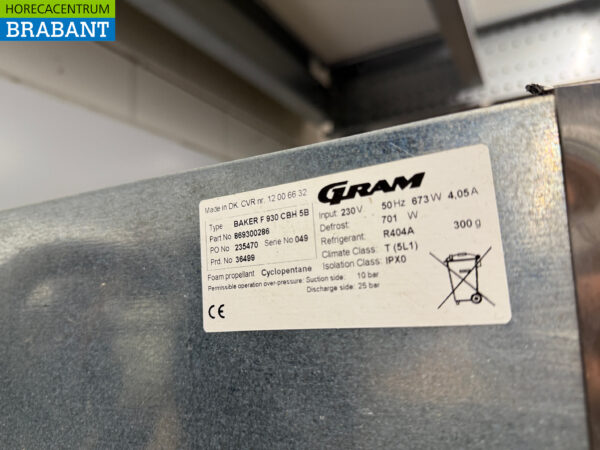 HORECACENTRUM
BRABANT
Made in DK. CVR nr. 12 00 66 32
GRAM
Type BAKER F 930 CBH 5B
Part No 869300286
PO No 235470 Serie No 049
Prd. No 36499
Foam propellant Cyclopentane
Permissible operation over-pressure: Suction side: 10 bar
Discharge side: 25 bar
Input: 230 V 50 Hz 673 W 4,05 A
Defrost: 701 W
Refrigerant: R404A 300 g
Climate Class: T (5L1)
Isolation Class: IPX0
CE